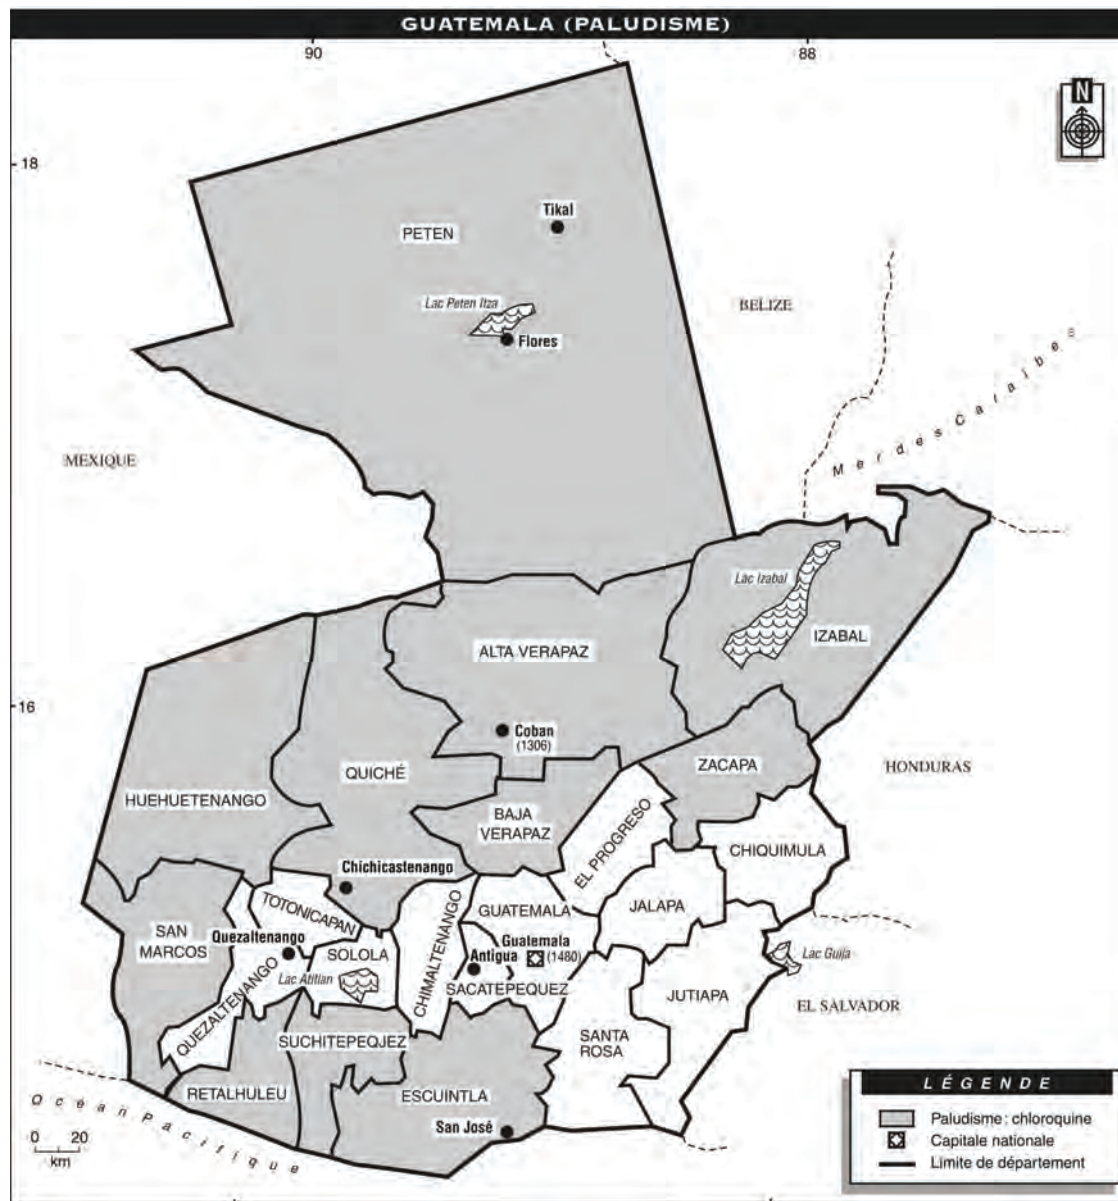 GUATEMALA (PALUDISME)
90
88
N
18
Tikal
PETEN
Lac Peten Itza
Flores
BELIZE
Mer des Caraïbes
MEXIQUE
Lac Izabal
IZABAL
ALTA VERAPAZ
16
Coban
(1306)
ZACAPA
HONDURAS
QUICHÉ
HUEHUETENANGO
BAJA
VERAPAZ
EL PROGRESO
CHIQUIMULA
Chichicastenango
TOTONICAPAN
CHIMALTENANGO
GUATEMALA
JALAPA
SAN
MARCOS
Quezaltenango
SOLOLA
Guatemala
(1480)
Antigua
Lac Guija
Lac Atitlan
SACATEPEQUEZ
JUTIAPA
EL SALVADOR
QUEZALTENANGO
SUCHITEPEQJEZ
SANTA
ROSA
RETALHULEU
ESCUINTLA
San José
Océan Pacifique
0 20
km
LÉGENDE
Paludisme : chloroquine
Capitale nationale
Limite de département